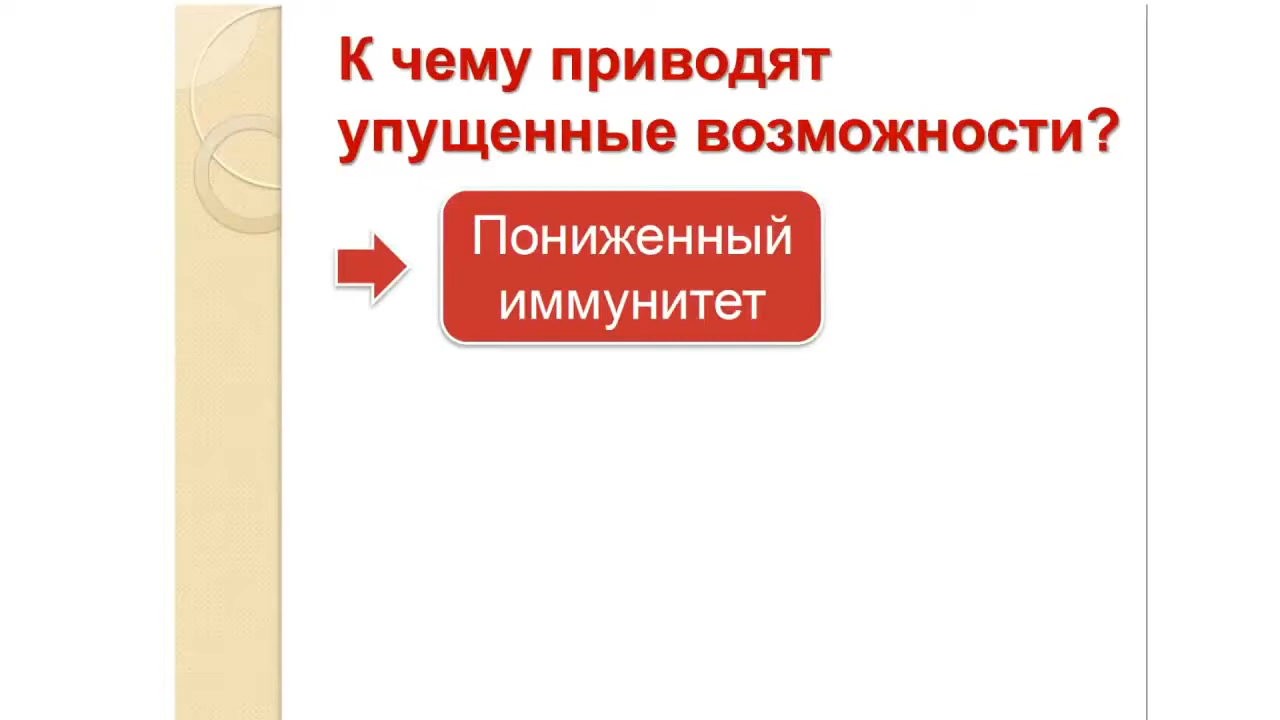 К чему приводят
упущенные возможности?
Пониженный
иммунитет